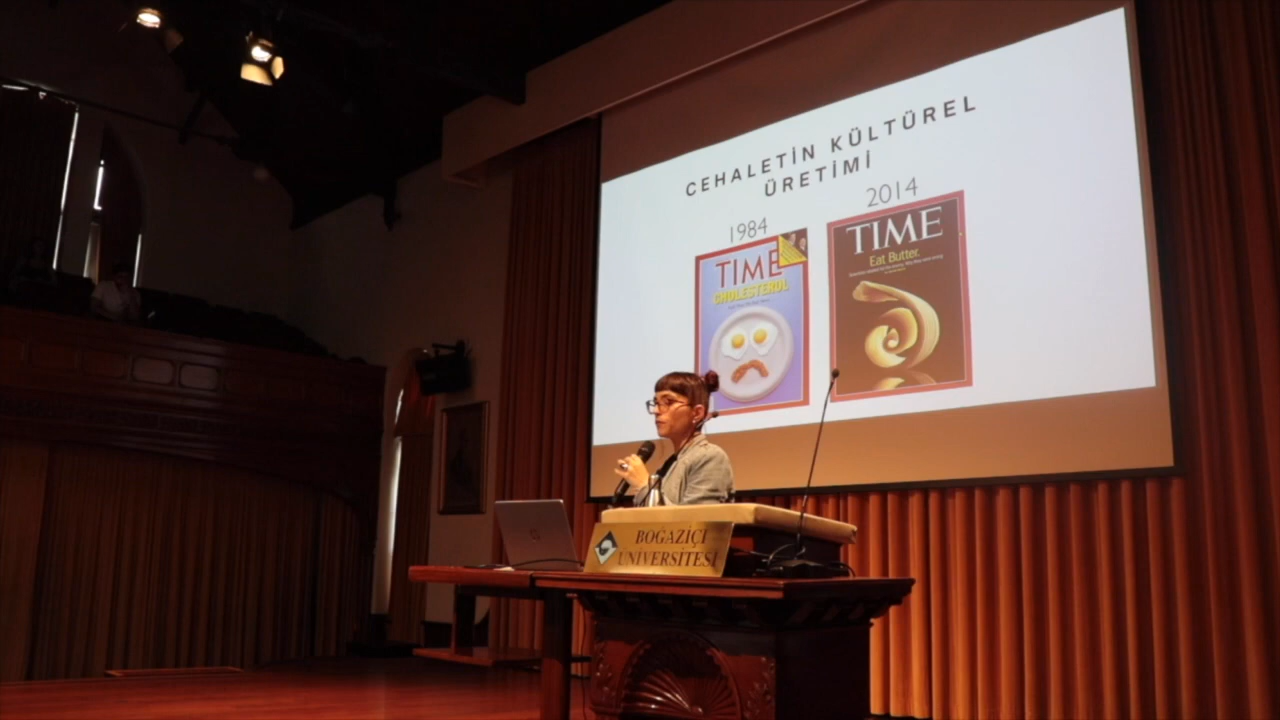 CEHALETİN KÜLTÜREL
ÜRETİMİ
1984
2014
TIME
CHOLESTEROL
TIME
Eat Butter.
BOĞAZİÇİ
ÜNİVERSİTESİ